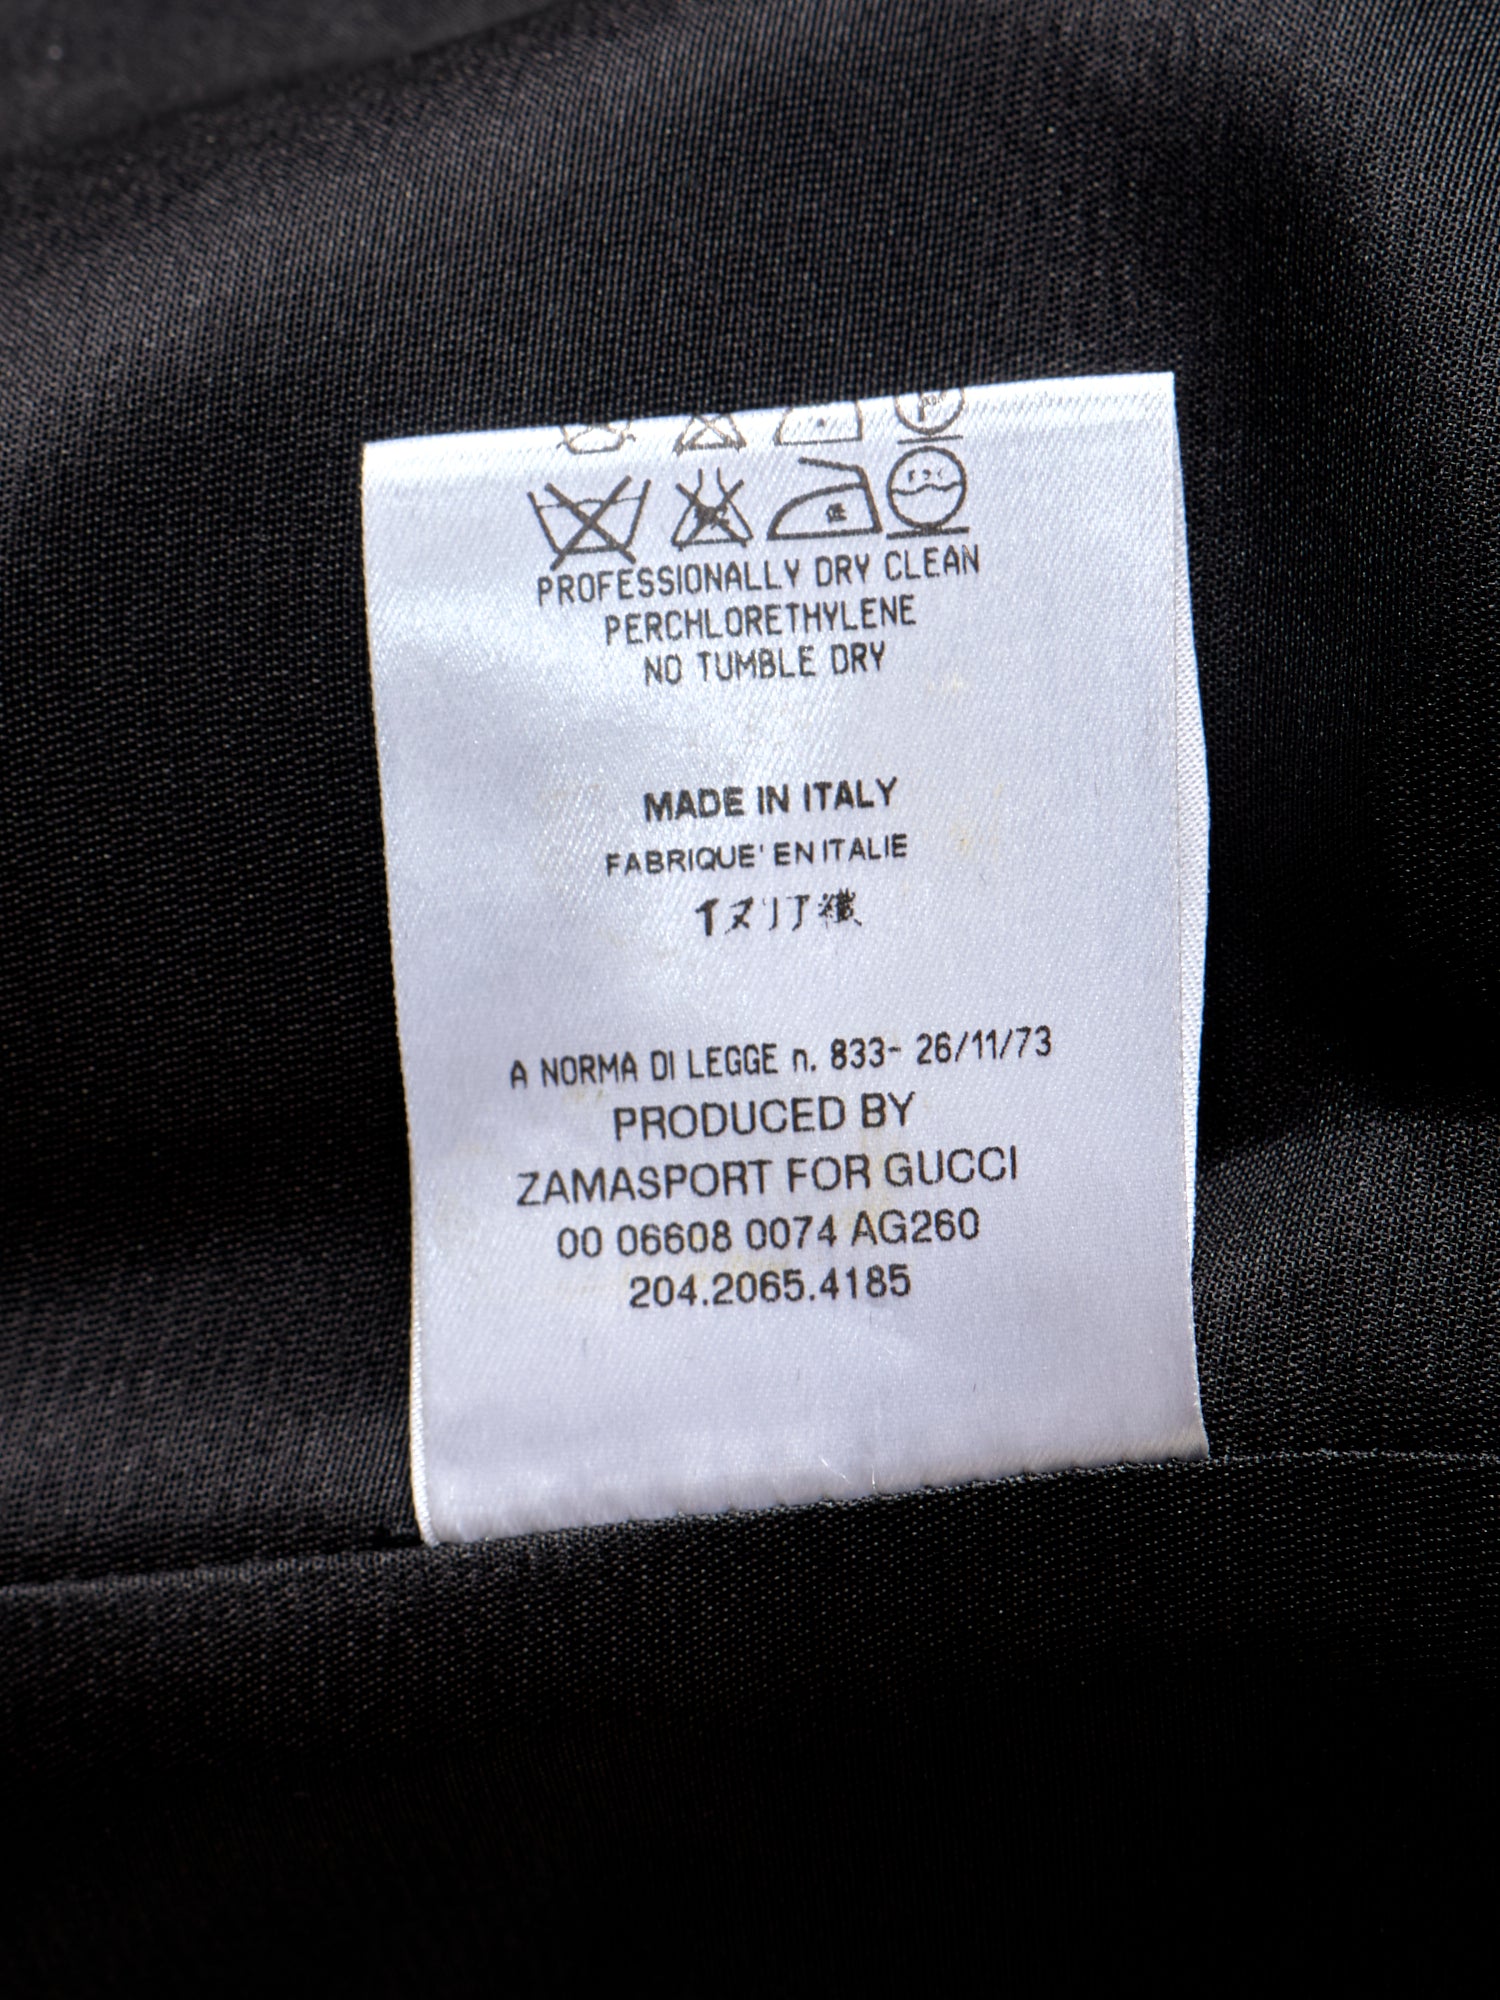 PROFESSIONALLY DRY CLEAN
PERCHLORETHYLENE
NO TUMBLE DRY
MADE IN ITALY
FABRIQUE' EN ITALIE
A NORMA DI LEGGE n. 833- 26/11/73
PRODUCED BY
ZAMASPORT FOR GUCCI
00 06608 0074 AG260
204.2065.4185